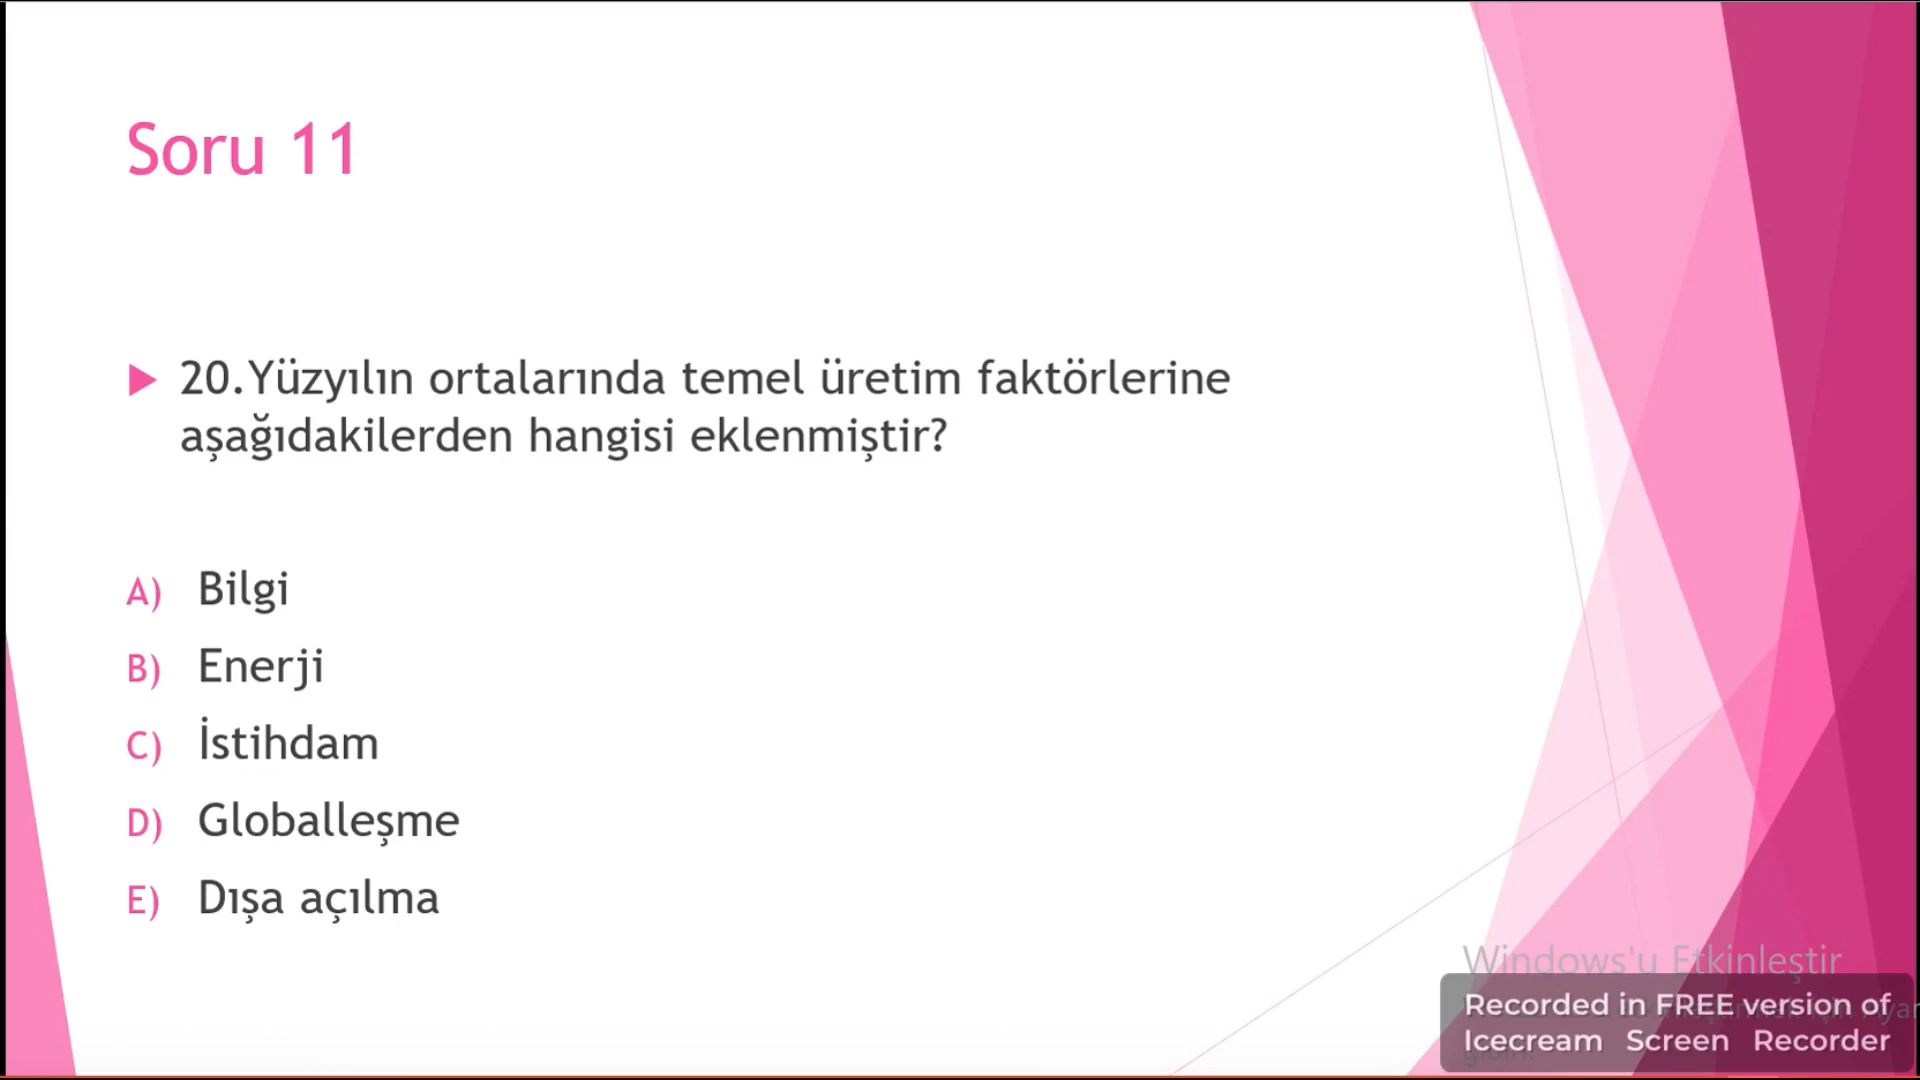 Soru 11
20.Yüzyılın ortalarında temel üretim faktörlerine
aşağıdakilerden hangisi eklenmiştir?
A) Bilgi
B) Enerji
C) İstihdam
D) Globalleşme
E) Dışa açılma
Windows'u Etkinleştir
Recorded in FREE version of
Icecream Screen Recorder